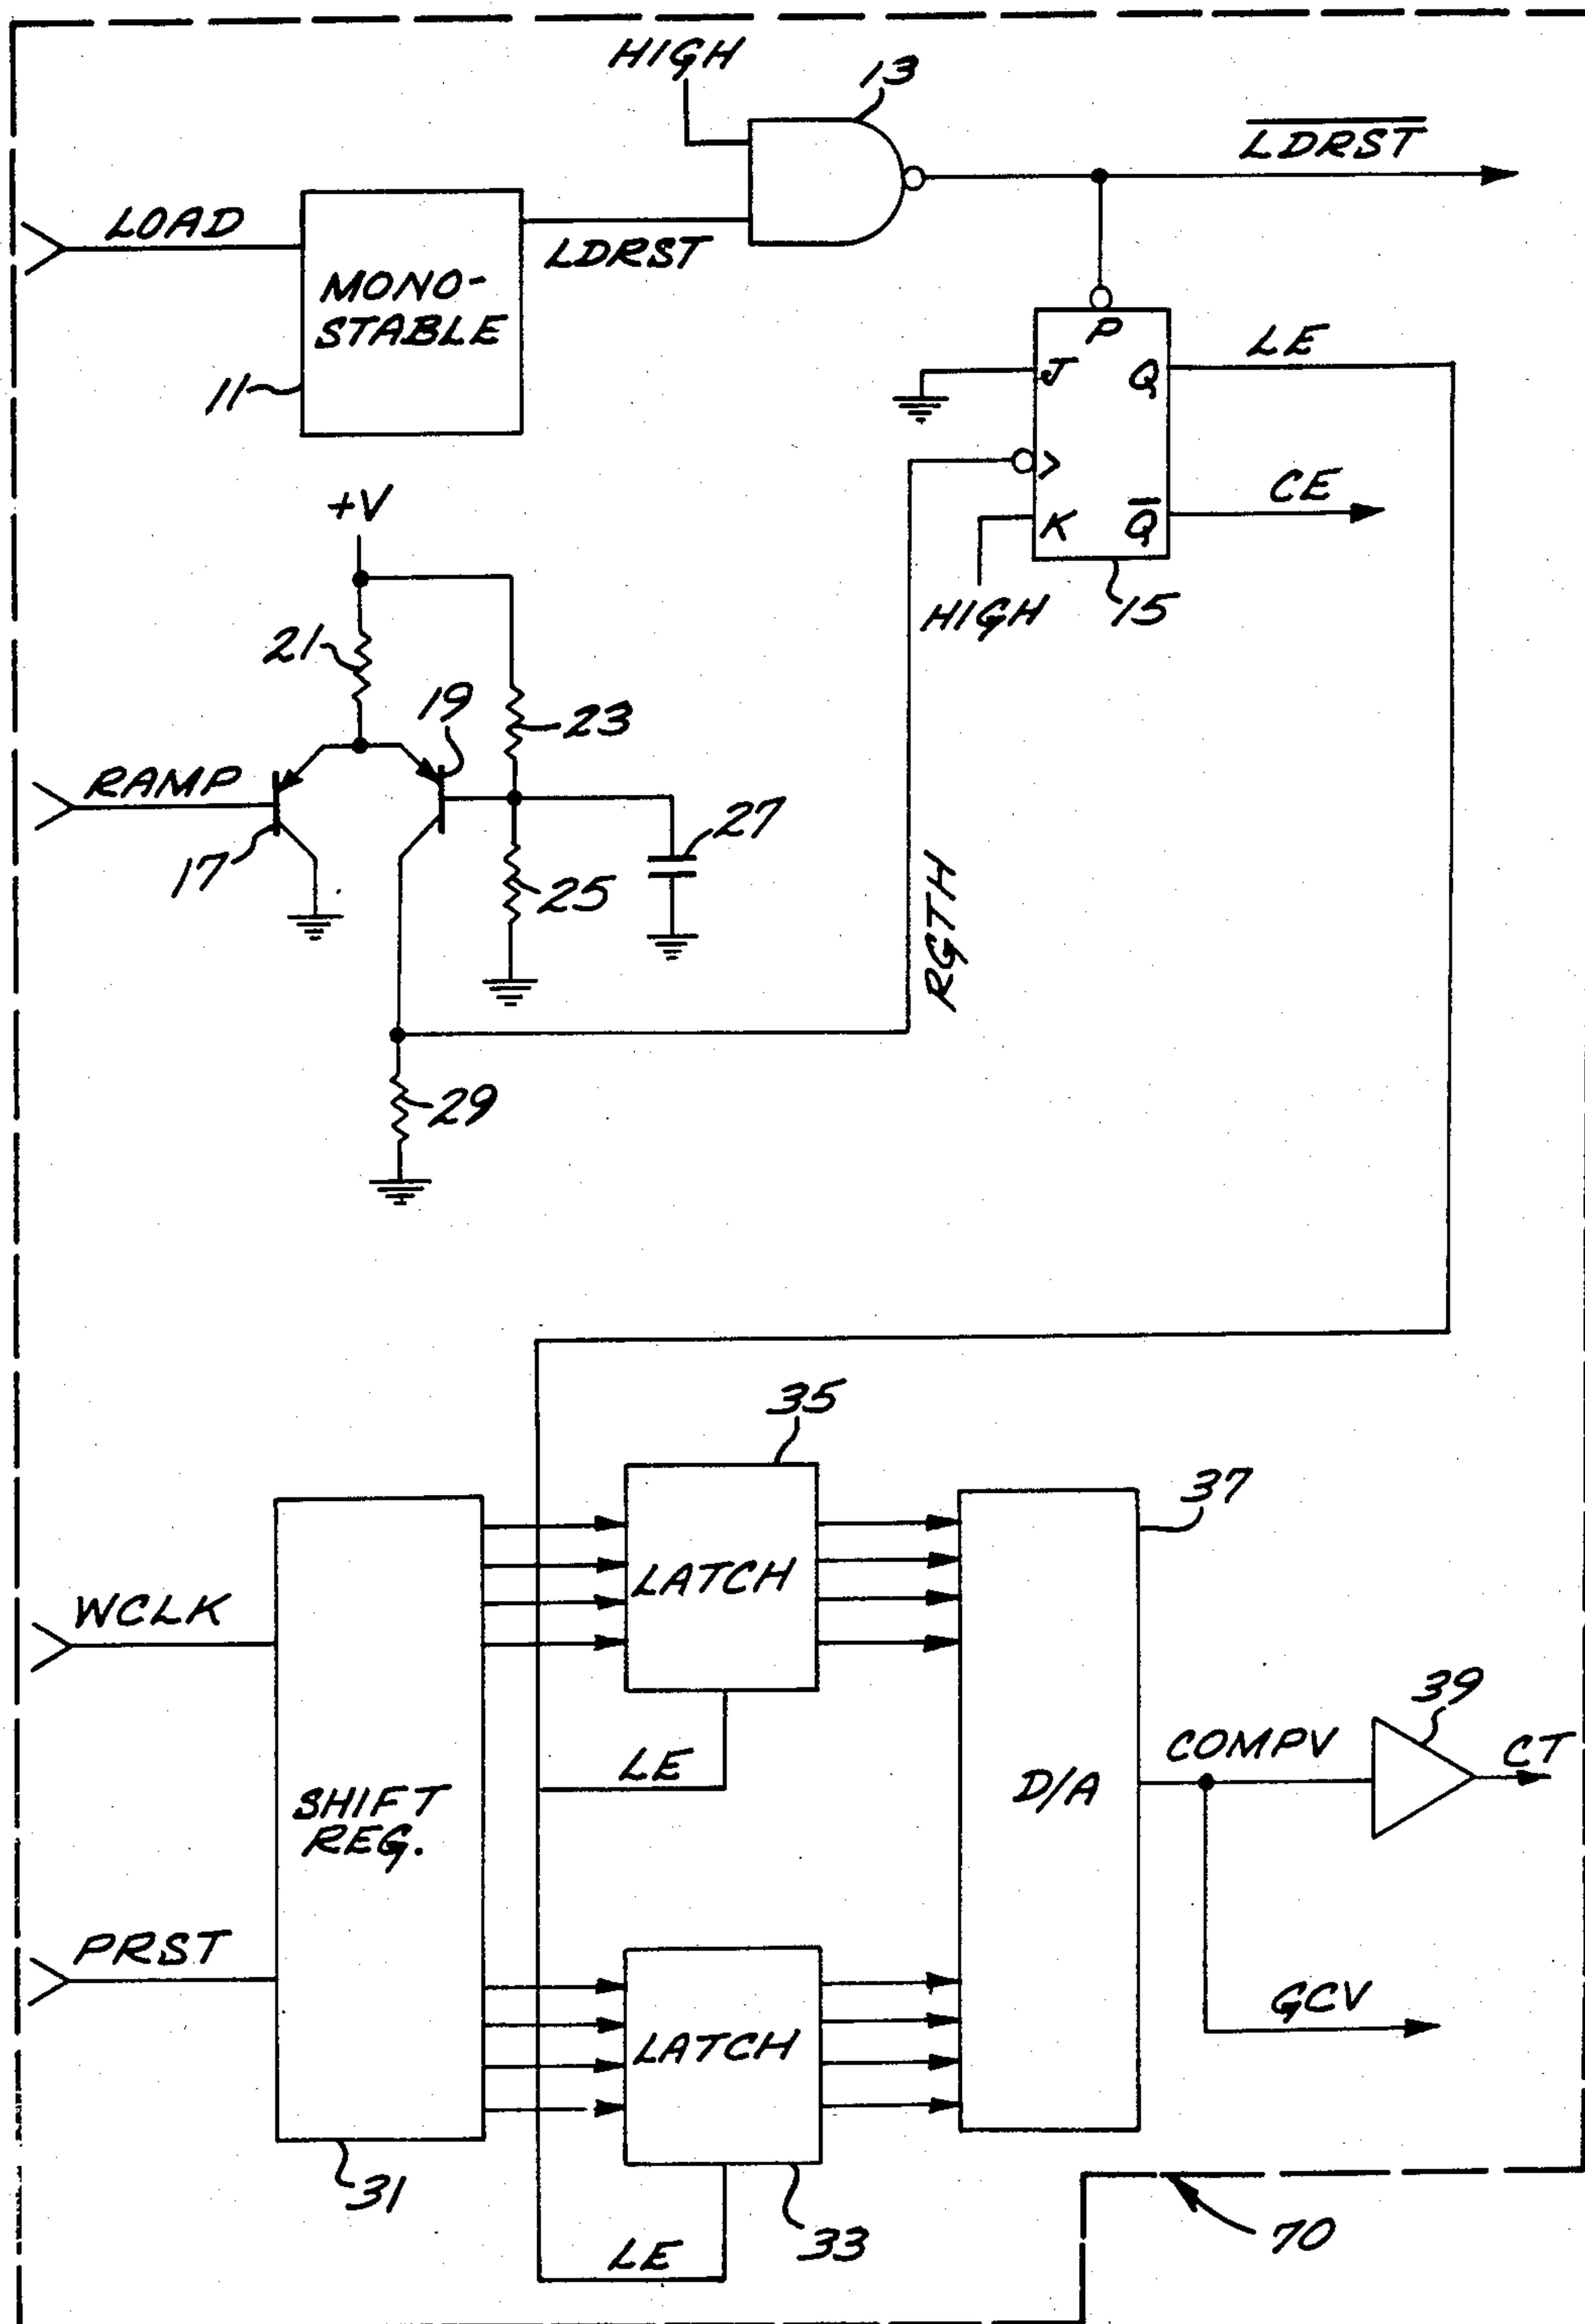 HIGH
13
LDRST
LOAD
LDRST
MONO-
STABLE
11
P
J
Q
LE
K
Q
CE
HIGH
15
+V
21
19
23
RAMP
17
25
27
RGTH
29
35
37
LATCH
WCLK
LE
SHIFT
REG.
D/A
COMPV
39
CT
PRST
LATCH
GCV
31
33
LE
70